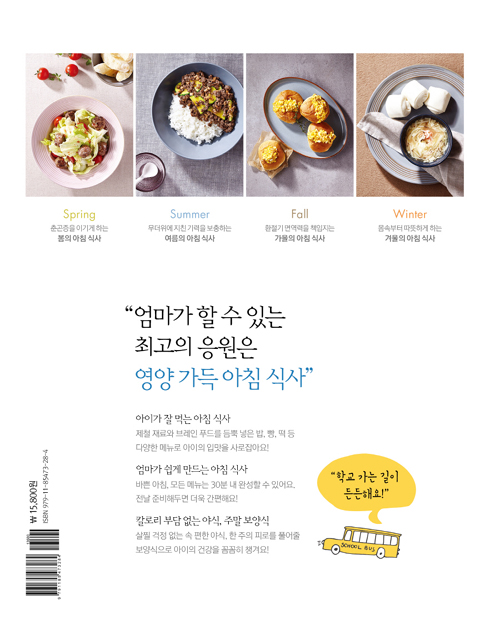 Spring
춘곤증을 이기게 하는
봄의 아침 식사
Summer
무더위에 지친 기력을 보충하는
여름의 아침 식사
Fall
환절기 면역력을 책임지는
가을의 아침 식사
Winter
몸속부터 따뜻하게 하는
겨울의 아침 식사
“엄마가 할 수 있는
최고의 응원은
영양 가득 아침 식사”
아이가 잘 먹는 아침 식사
제철 재료와 브레인 푸드를 듬뿍 넣은 밥, 빵, 떡 등
다양한 메뉴로 아이의 입맛을 사로잡아요!
엄마가 쉽게 만드는 아침 식사
바쁜 아침, 모든 메뉴는 30분 내 완성할 수 있어요.
전날 준비해두면 더욱 간편해요!
칼로리 부담 없는 야식, 주말 보양식
살찔 걱정 없는 속 편한 야식, 한 주의 피로를 풀어줄
보양식으로 아이의 건강을 꼼꼼히 챙겨요!
“학교 가는 길이
든든해요!”
SCHOOL BUS
₩ 15,800원
ISBN 979-11-85473-28-4